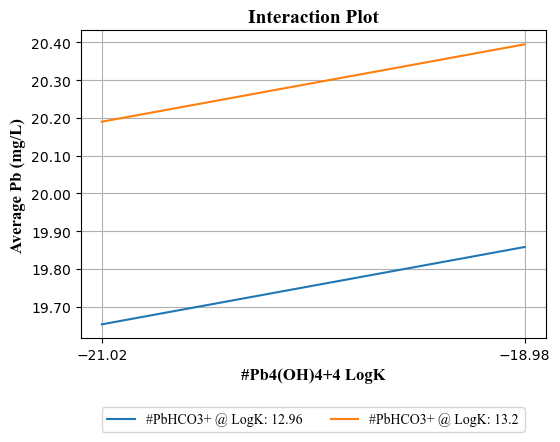 Interaction Plot
20.40
20.30
20.20
20.10
20.00
19.90
19.80
19.70
Average Pb (mg/L)
−21.02
−18.98
#Pb4(OH)4+4 LogK
#PbHCO3+ @ LogK: 12.96
#PbHCO3+ @ LogK: 13.2